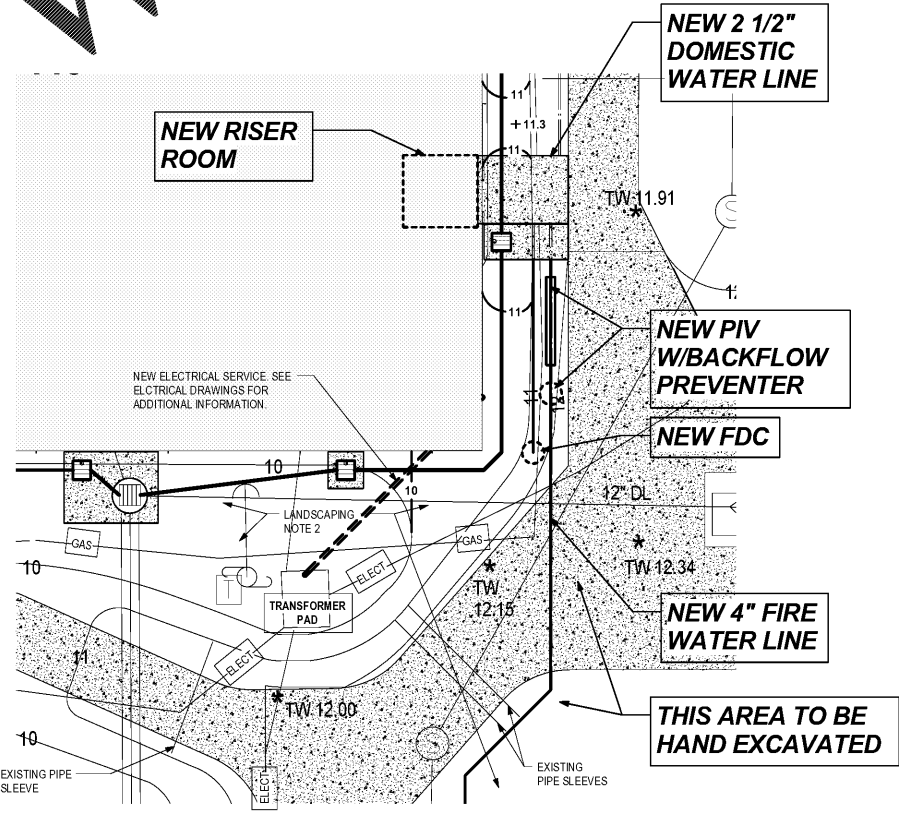 NEW 2 1/2"
DOMESTIC
WATER LINE
11
+11.3
NEW RISER
ROOM
11
TW 11.91
S
11
NEW PIV
W/BACKFLOW
PREVENTER
NEW ELECTRICAL SERVICE. SEE
ELCTRICAL DRAWINGS FOR
ADDITIONAL INFORMATION.
NEW FDC
10
10
12" DL
LANDSCAPING
NOTE 2
GAS
GAS
TW 12.34
10
ELECT
TW
12.15
TRANSFORMER
PAD
NEW 4" FIRE
WATER LINE
11
ELECT
TW 12.00
THIS AREA TO BE
HAND EXCAVATED
10
EXISTING PIPE
SLEEVE
ELECT
EXISTING
PIPE SLEEVES